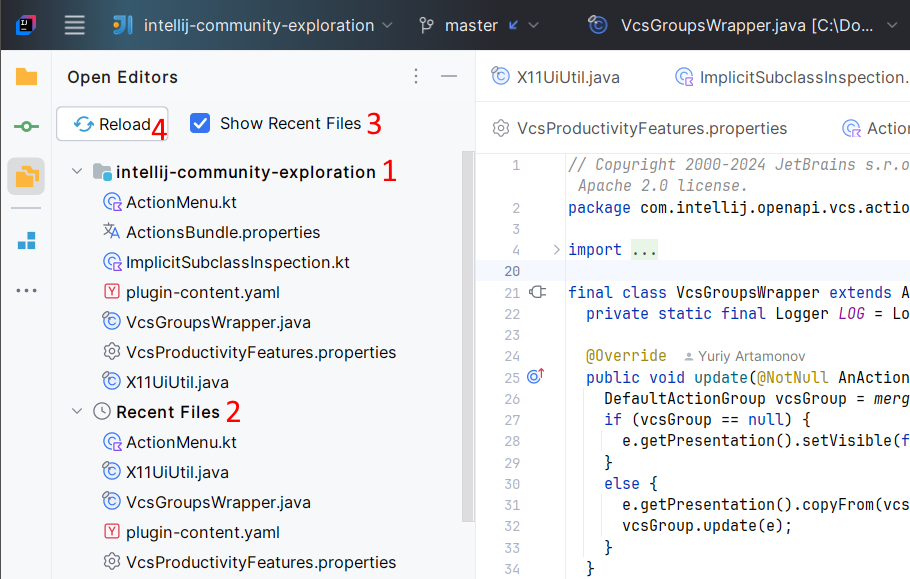 intellij-community-exploration master VcsGroupsWrapper.java [C:\Do...
Open Editors
Reload 4 Show Recent Files 3
intellij-community-exploration 1
ActionMenu.kt
ActionsBundle.properties
ImplicitSubclassInspection.kt
plugin-content.yaml
VcsGroupsWrapper.java
VcsProductivityFeatures.properties
X11UiUtil.java
Recent Files 2
ActionMenu.kt
X11UiUtil.java
VcsGroupsWrapper.java
plugin-content.yaml
VcsProductivityFeatures.properties
X11UiUtil.java ImplicitSubclassInspection.
VcsProductivityFeatures.properties Action
1 // Copyright 2000-2024 JetBrains s.r.o
Apache 2.0 license.
2 package com.intellij.openapi.vcs.actio
3
4 import ...
20
21 final class VcsGroupsWrapper extends A
22 private static final Logger LOG = Lo
23
24 @Override Yuriy Artamonov
25 public void update(@NotNull AnAction
26 DefaultActionGroup vcsGroup = merg
27 if (vcsGroup == null) {
28 e.getPresentation().setVisible(f
29 }
30 else {
31 e.getPresentation().copyFrom(vcs
32 vcsGroup.update(e);
33 }
34 }